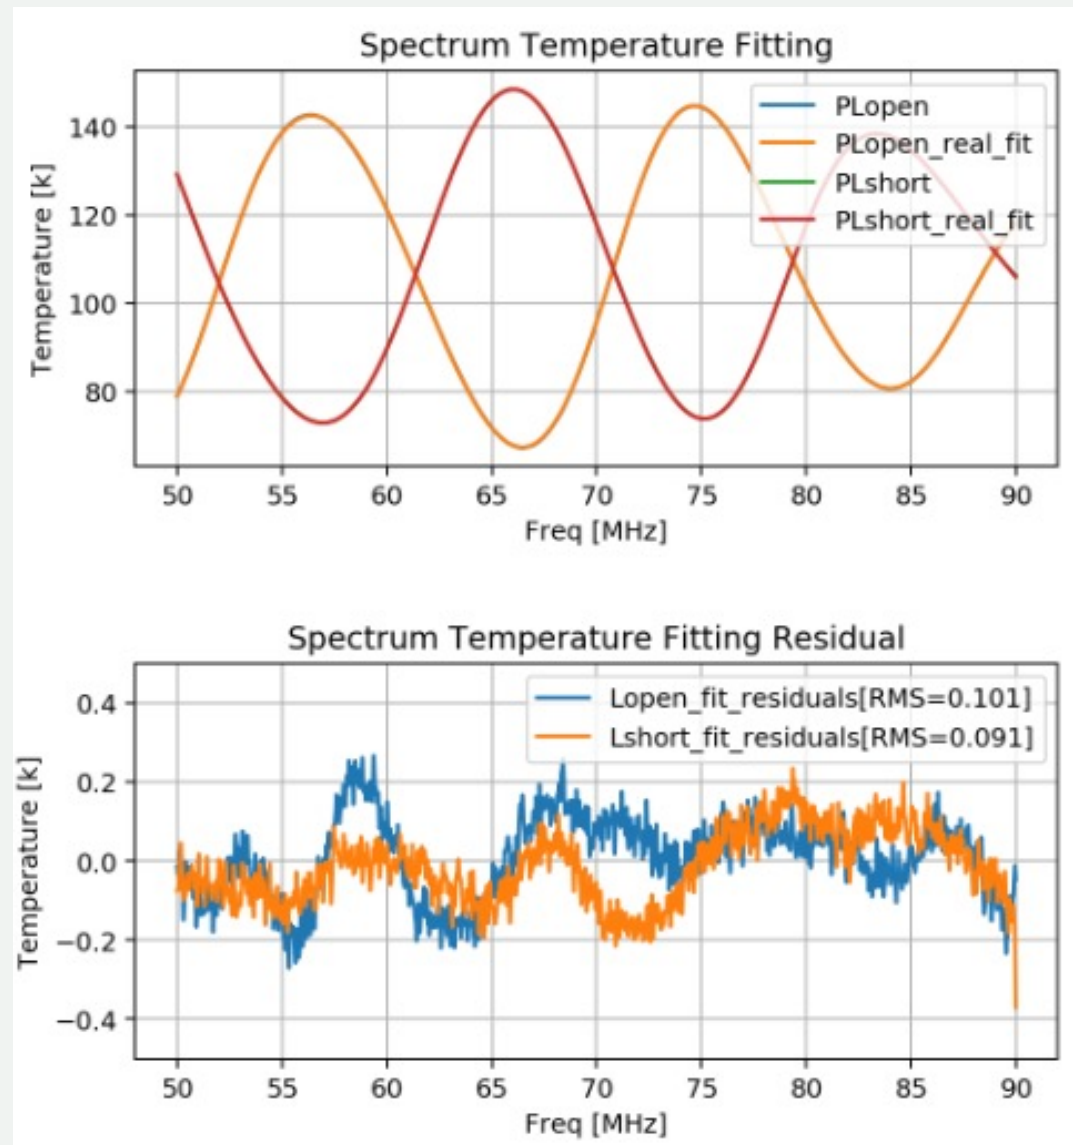 Spectrum Temperature Fitting
Temperature [k]
140
120
100
80
PLopen
PLopen_real_fit
PLshort
PLshort_real_fit
50 55 60 65 70 75 80 85 90
Freq [MHz]
Spectrum Temperature Fitting Residual
Temperature [k]
0.4
0.2
0.0
−0.2
−0.4
Lopen_fit_residuals[RMS=0.101]
Lshort_fit_residuals[RMS=0.091]
50 55 60 65 70 75 80 85 90
Freq [MHz]